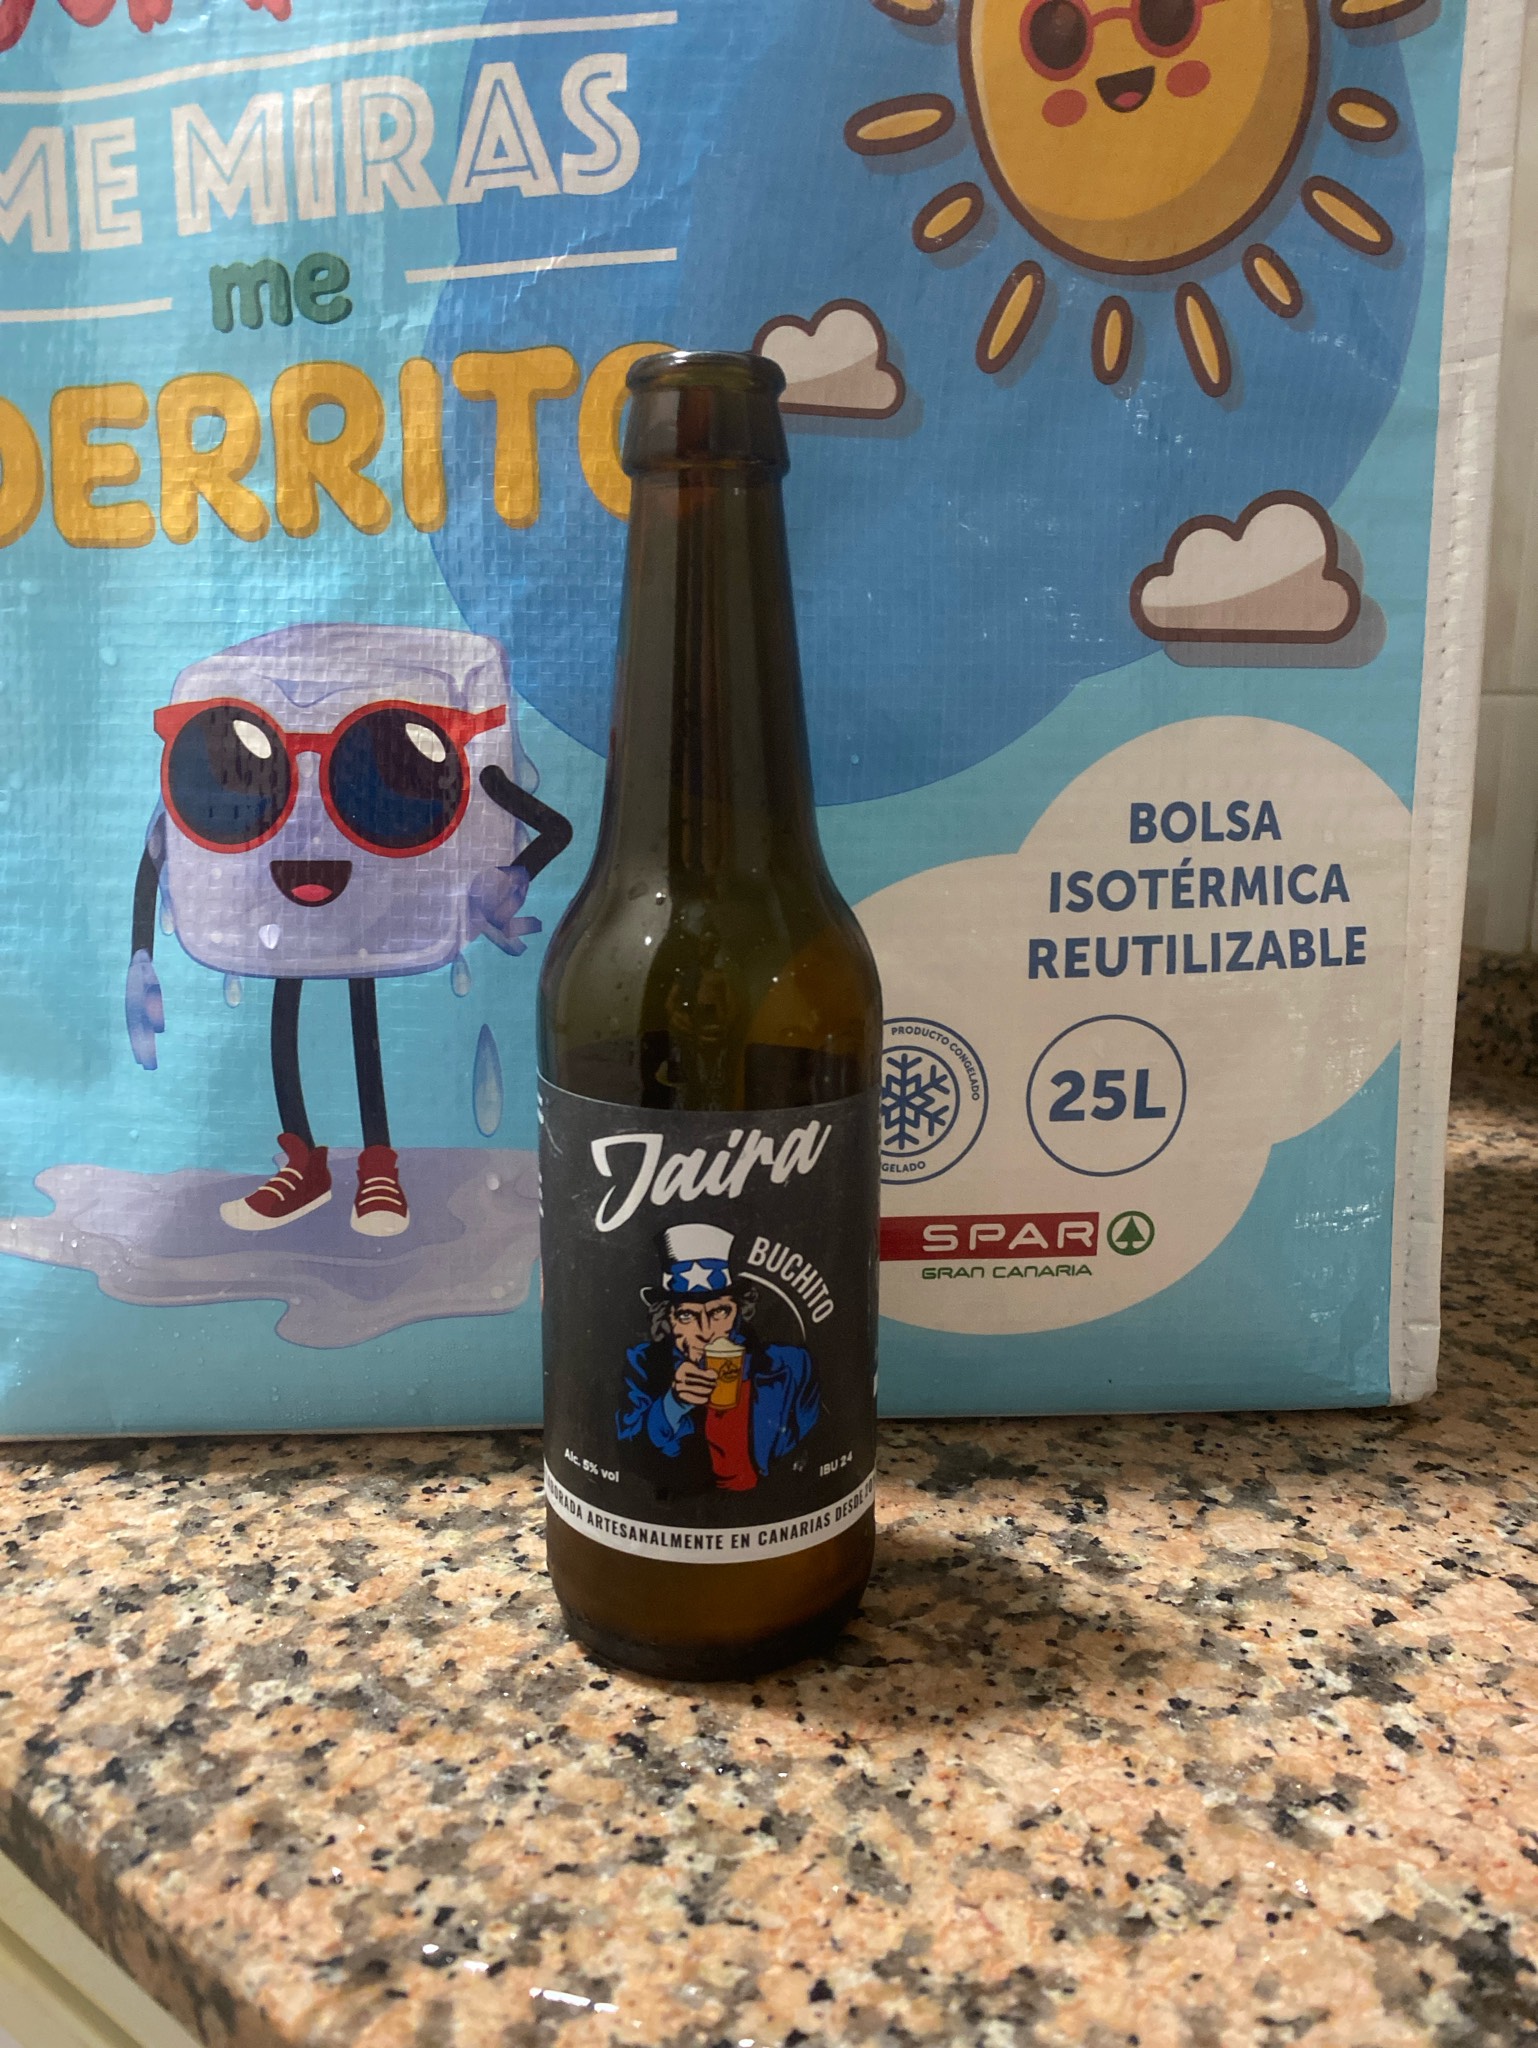 ME MIRAS
me
DERRITO
BOLSA
ISOTÉRMICA
REUTILIZABLE
PRODUCTO CONGELADO
25L
SPAR
GRAN CANARIA
Jaira
BUCHITO
Alc. 5% vol
IBU 24
ARTESANALMENTE EN CANARIAS DESDE